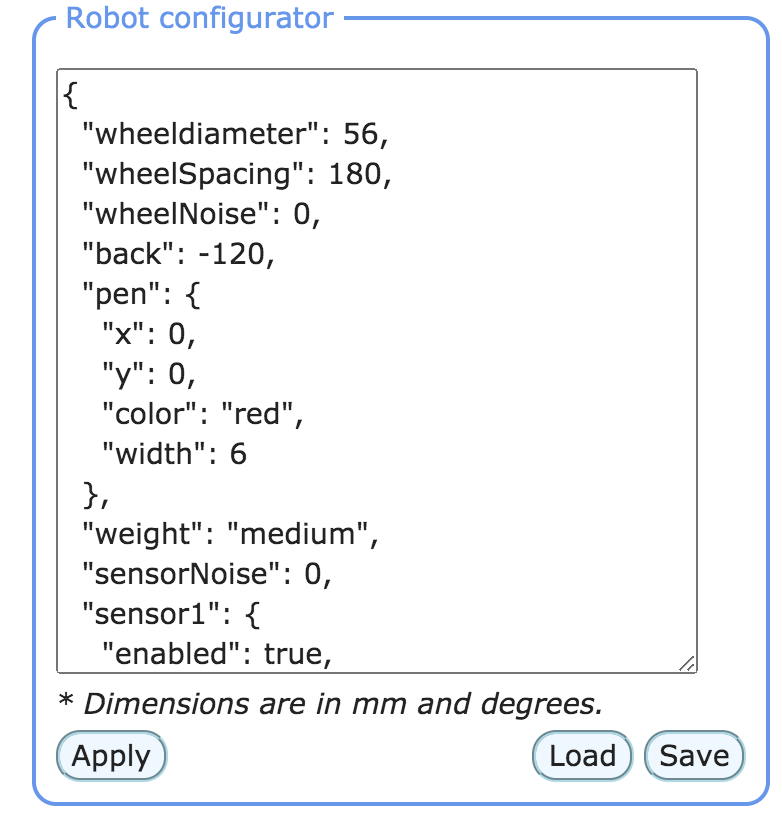 Robot configurator
{
  "wheeldiameter": 56,
  "wheelSpacing": 180,
  "wheelNoise": 0,
  "back": -120,
  "pen": {
    "x": 0,
    "y": 0,
    "color": "red",
    "width": 6
  },
  "weight": "medium",
  "sensorNoise": 0,
  "sensor1": {
    "enabled": true,
* Dimensions are in mm and degrees.
Apply Load Save